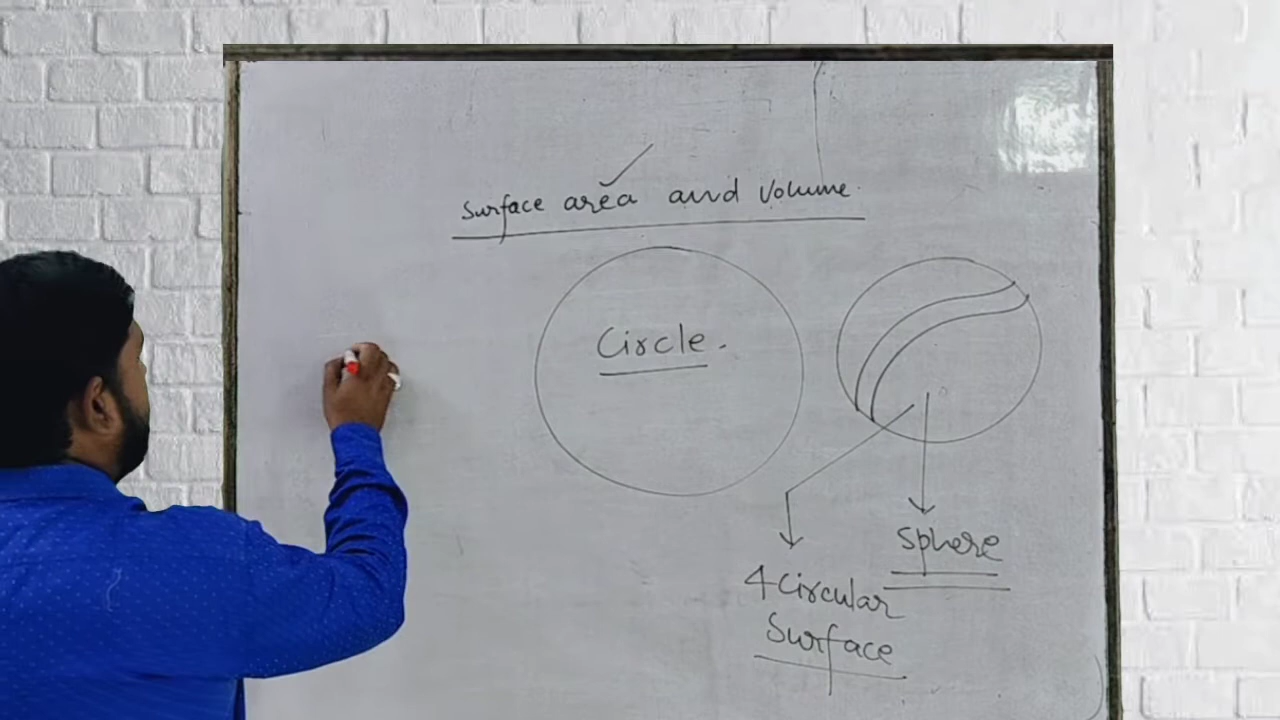 Surface area and Volume.
Circle.
Sphere
4 Circular
Surface